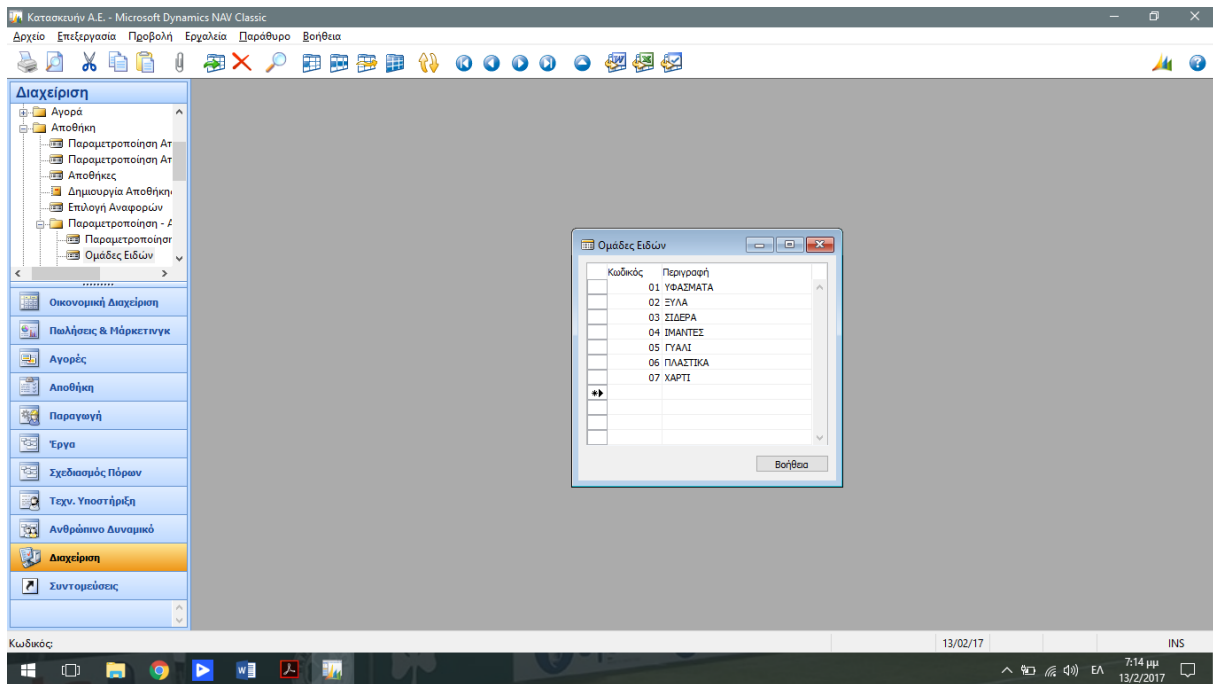 Κατασκευήν Α.Ε. - Microsoft Dynamics NAV Classic
Αρχείο Επεξεργασία Προβολή Εργαλεία Παράθυρο Βοήθεια
Διαχείριση
Αγορά
Αποθήκη
Παραμετροποίηση Απ
Παραμετροποίηση Απ
Αποθήκες
Δημιουργία Αποθήκης
Επιλογή Αναφορών
Παραμετροποίηση - Α
Παραμετροποίησr
Ομάδες Ειδών
Οικονομική Διαχείριση
Πωλήσεις & Μάρκετινγκ
Αγορές
Αποθήκη
Παραγωγή
Έργα
Σχεδιασμός Πόρων
Τεχν. Υποστήριξη
Ανθρώπινο Δυναμικό
Διαχείριση
Συντομεύσεις
Ομάδες Ειδών
Κωδικός Περιγραφή
01 ΥΦΑΣΜΑΤΑ
02 ΞΥΛΑ
03 ΣΙΔΕΡΑ
04 ΙΜΑΝΤΕΣ
05 ΓΥΑΛΙ
06 ΠΛΑΣΤΙΚΑ
07 ΧΑΡΤΙ
Βοήθεια
Κωδικός: 13/02/17 INS
ΕΛ 7:14 μμ
13/2/2017